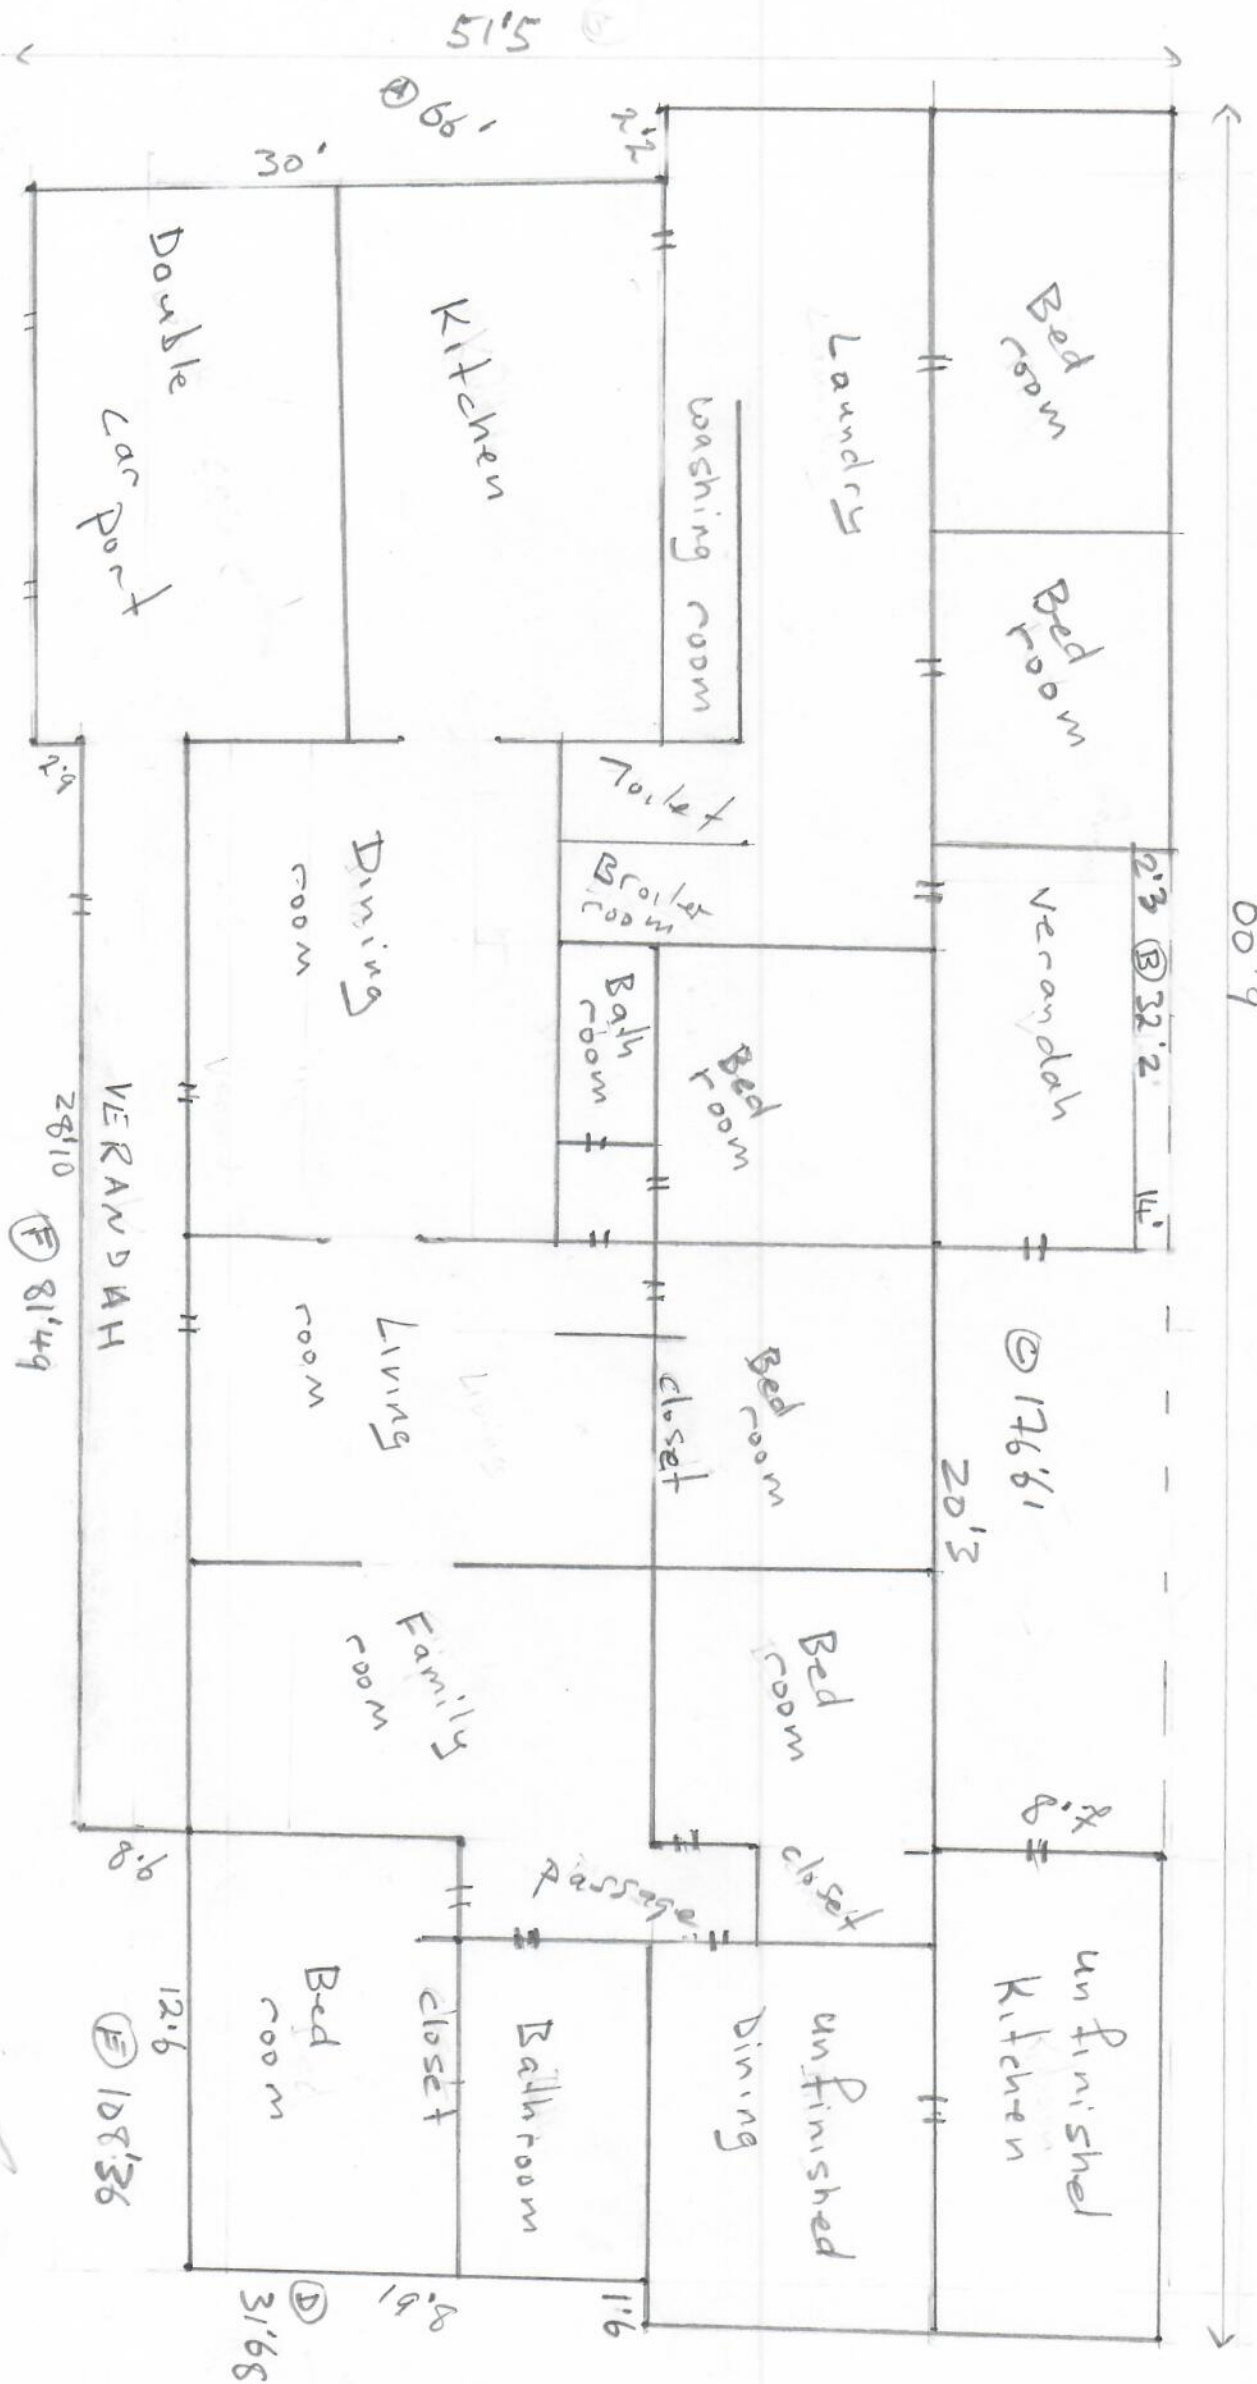 51'5
Bed
room
Bed
room
2'3 Ⓑ 32'2
14'
Verandah
Ⓒ 176'61
20'3
8'7
unfinished
Kitchen
2'2
Ⓐ 66'
30'
Laundry
washing room
Toilet
Broiler
room
Bath
room
Bed
room
Bed
room
closet
Bed
room
closet
Passage
unfinished
Dining
1'6
Kitchen
Double
Car Port
Dining
room
Living
room
Family
room
Bathroom
closet
Bed
room
19'8
Ⓓ
31'68
2'9
VERANDAH
28'10
Ⓕ 81'49
8'6
12'6
Ⓔ 108'36